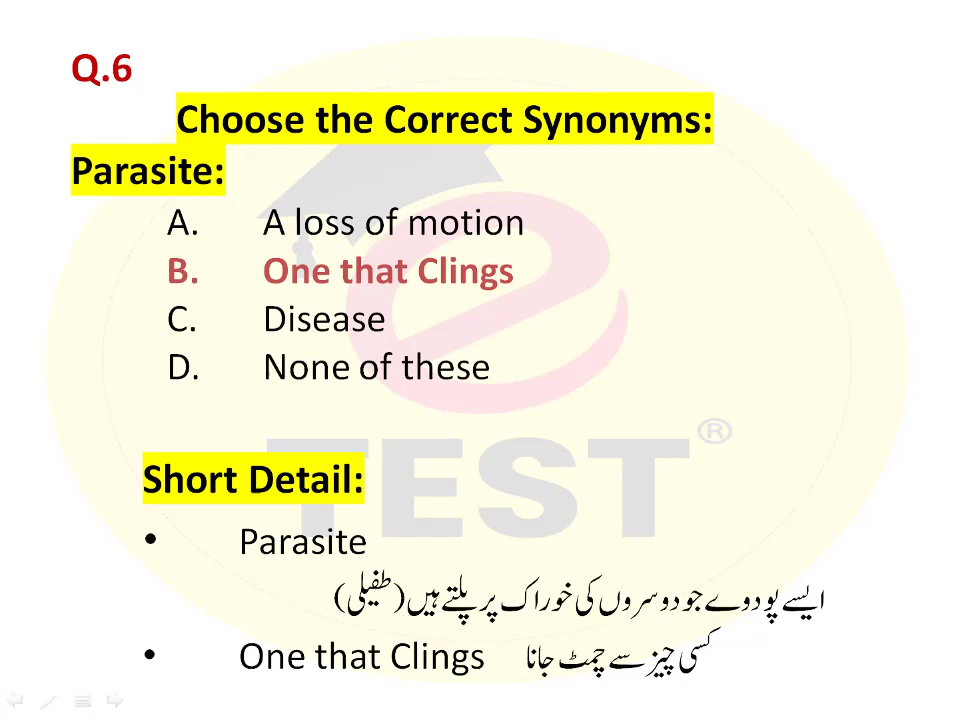 Q.6
Choose the Correct Synonyms:
Parasite:
A. A loss of motion
B. One that Clings
C. Disease
D. None of these
e
TEST®
Short Detail:
• Parasite
ایسے پودوے جو دوسروں کی خوراک پر پلتے ہیں (طفیلی)
• One that Clings کسی چیز سے چمٹ جانا